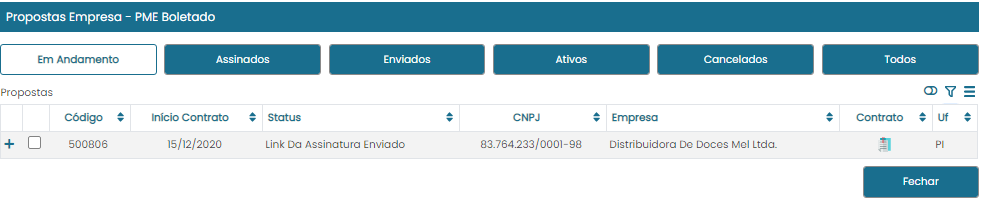 Propostas Empresa - PME Boletado
Em Andamento Assinados Enviados Ativos Cancelados Todos
Propostas
Código Início Contrato Status CNPJ Empresa Contrato Uf
+ 500806 15/12/2020 Link Da Assinatura Enviado 83.764.233/0001-98 Distribuidora De Doces Mel Ltda. PI
Fechar